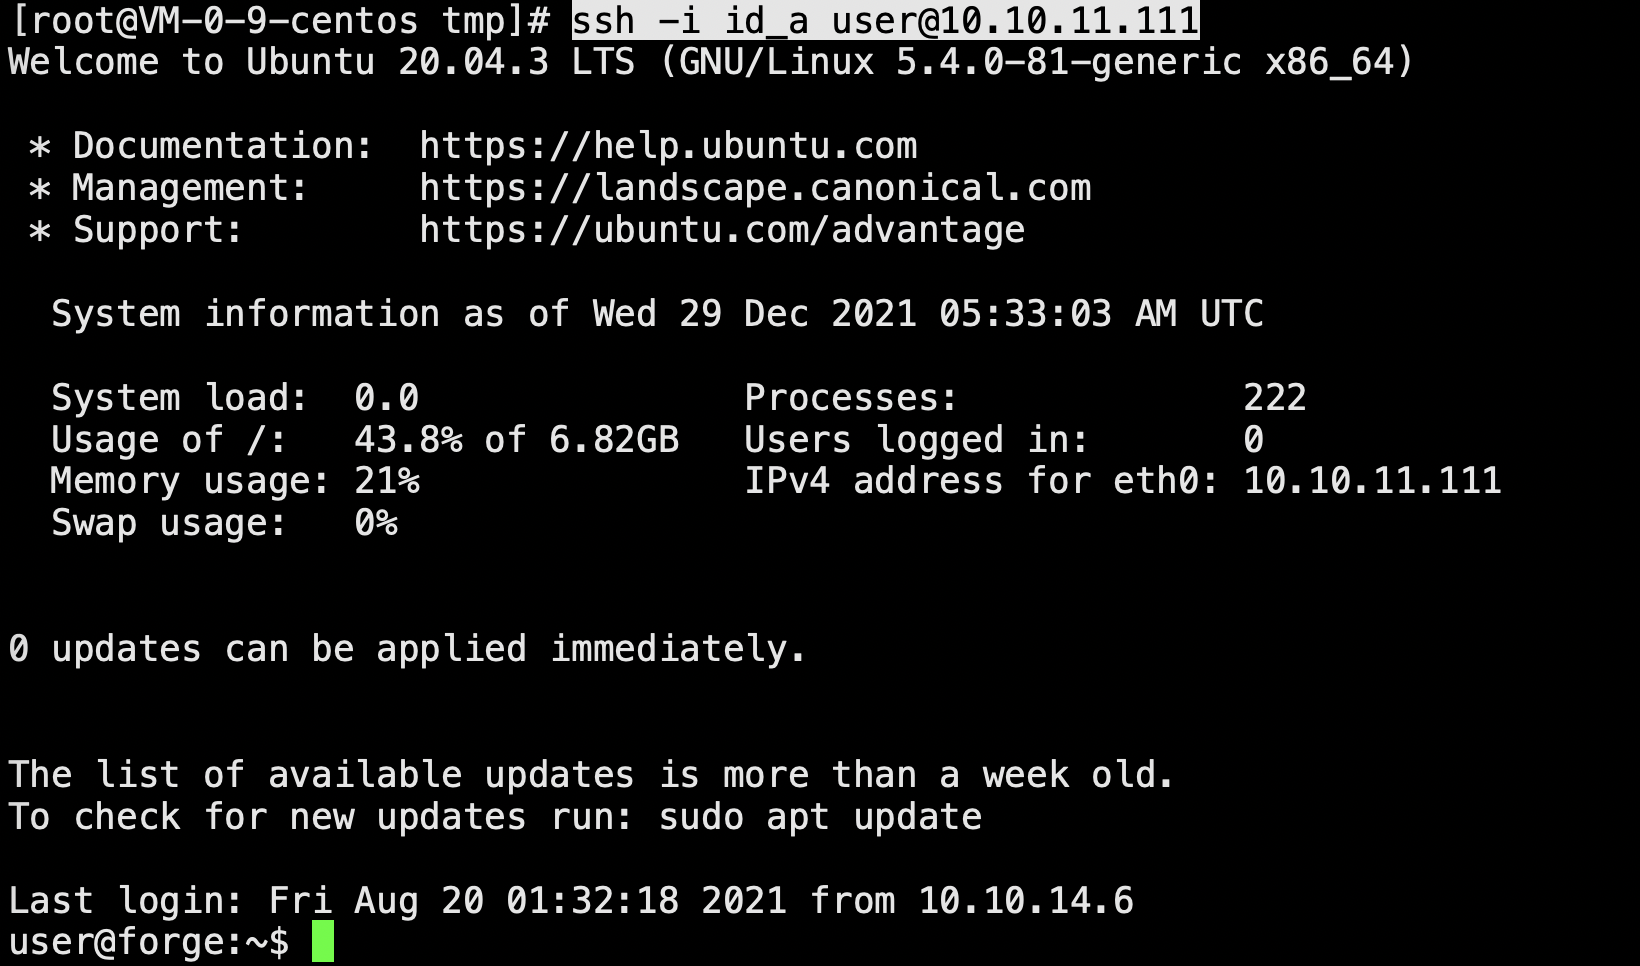 [root@VM-0-9-centos tmp]# ssh -i id_a user@10.10.11.111
Welcome to Ubuntu 20.04.3 LTS (GNU/Linux 5.4.0-81-generic x86_64)

 * Documentation:  https://help.ubuntu.com
 * Management:     https://landscape.canonical.com
 * Support:        https://ubuntu.com/advantage

  System information as of Wed 29 Dec 2021 05:33:03 AM UTC

  System load:  0.0               Processes:             222
  Usage of /:   43.8% of 6.82GB   Users logged in:       0
  Memory usage: 21%               IPv4 address for eth0: 10.10.11.111
  Swap usage:   0%

0 updates can be applied immediately.

The list of available updates is more than a week old.
To check for new updates run: sudo apt update

Last login: Fri Aug 20 01:32:18 2021 from 10.10.14.6
user@forge:~$